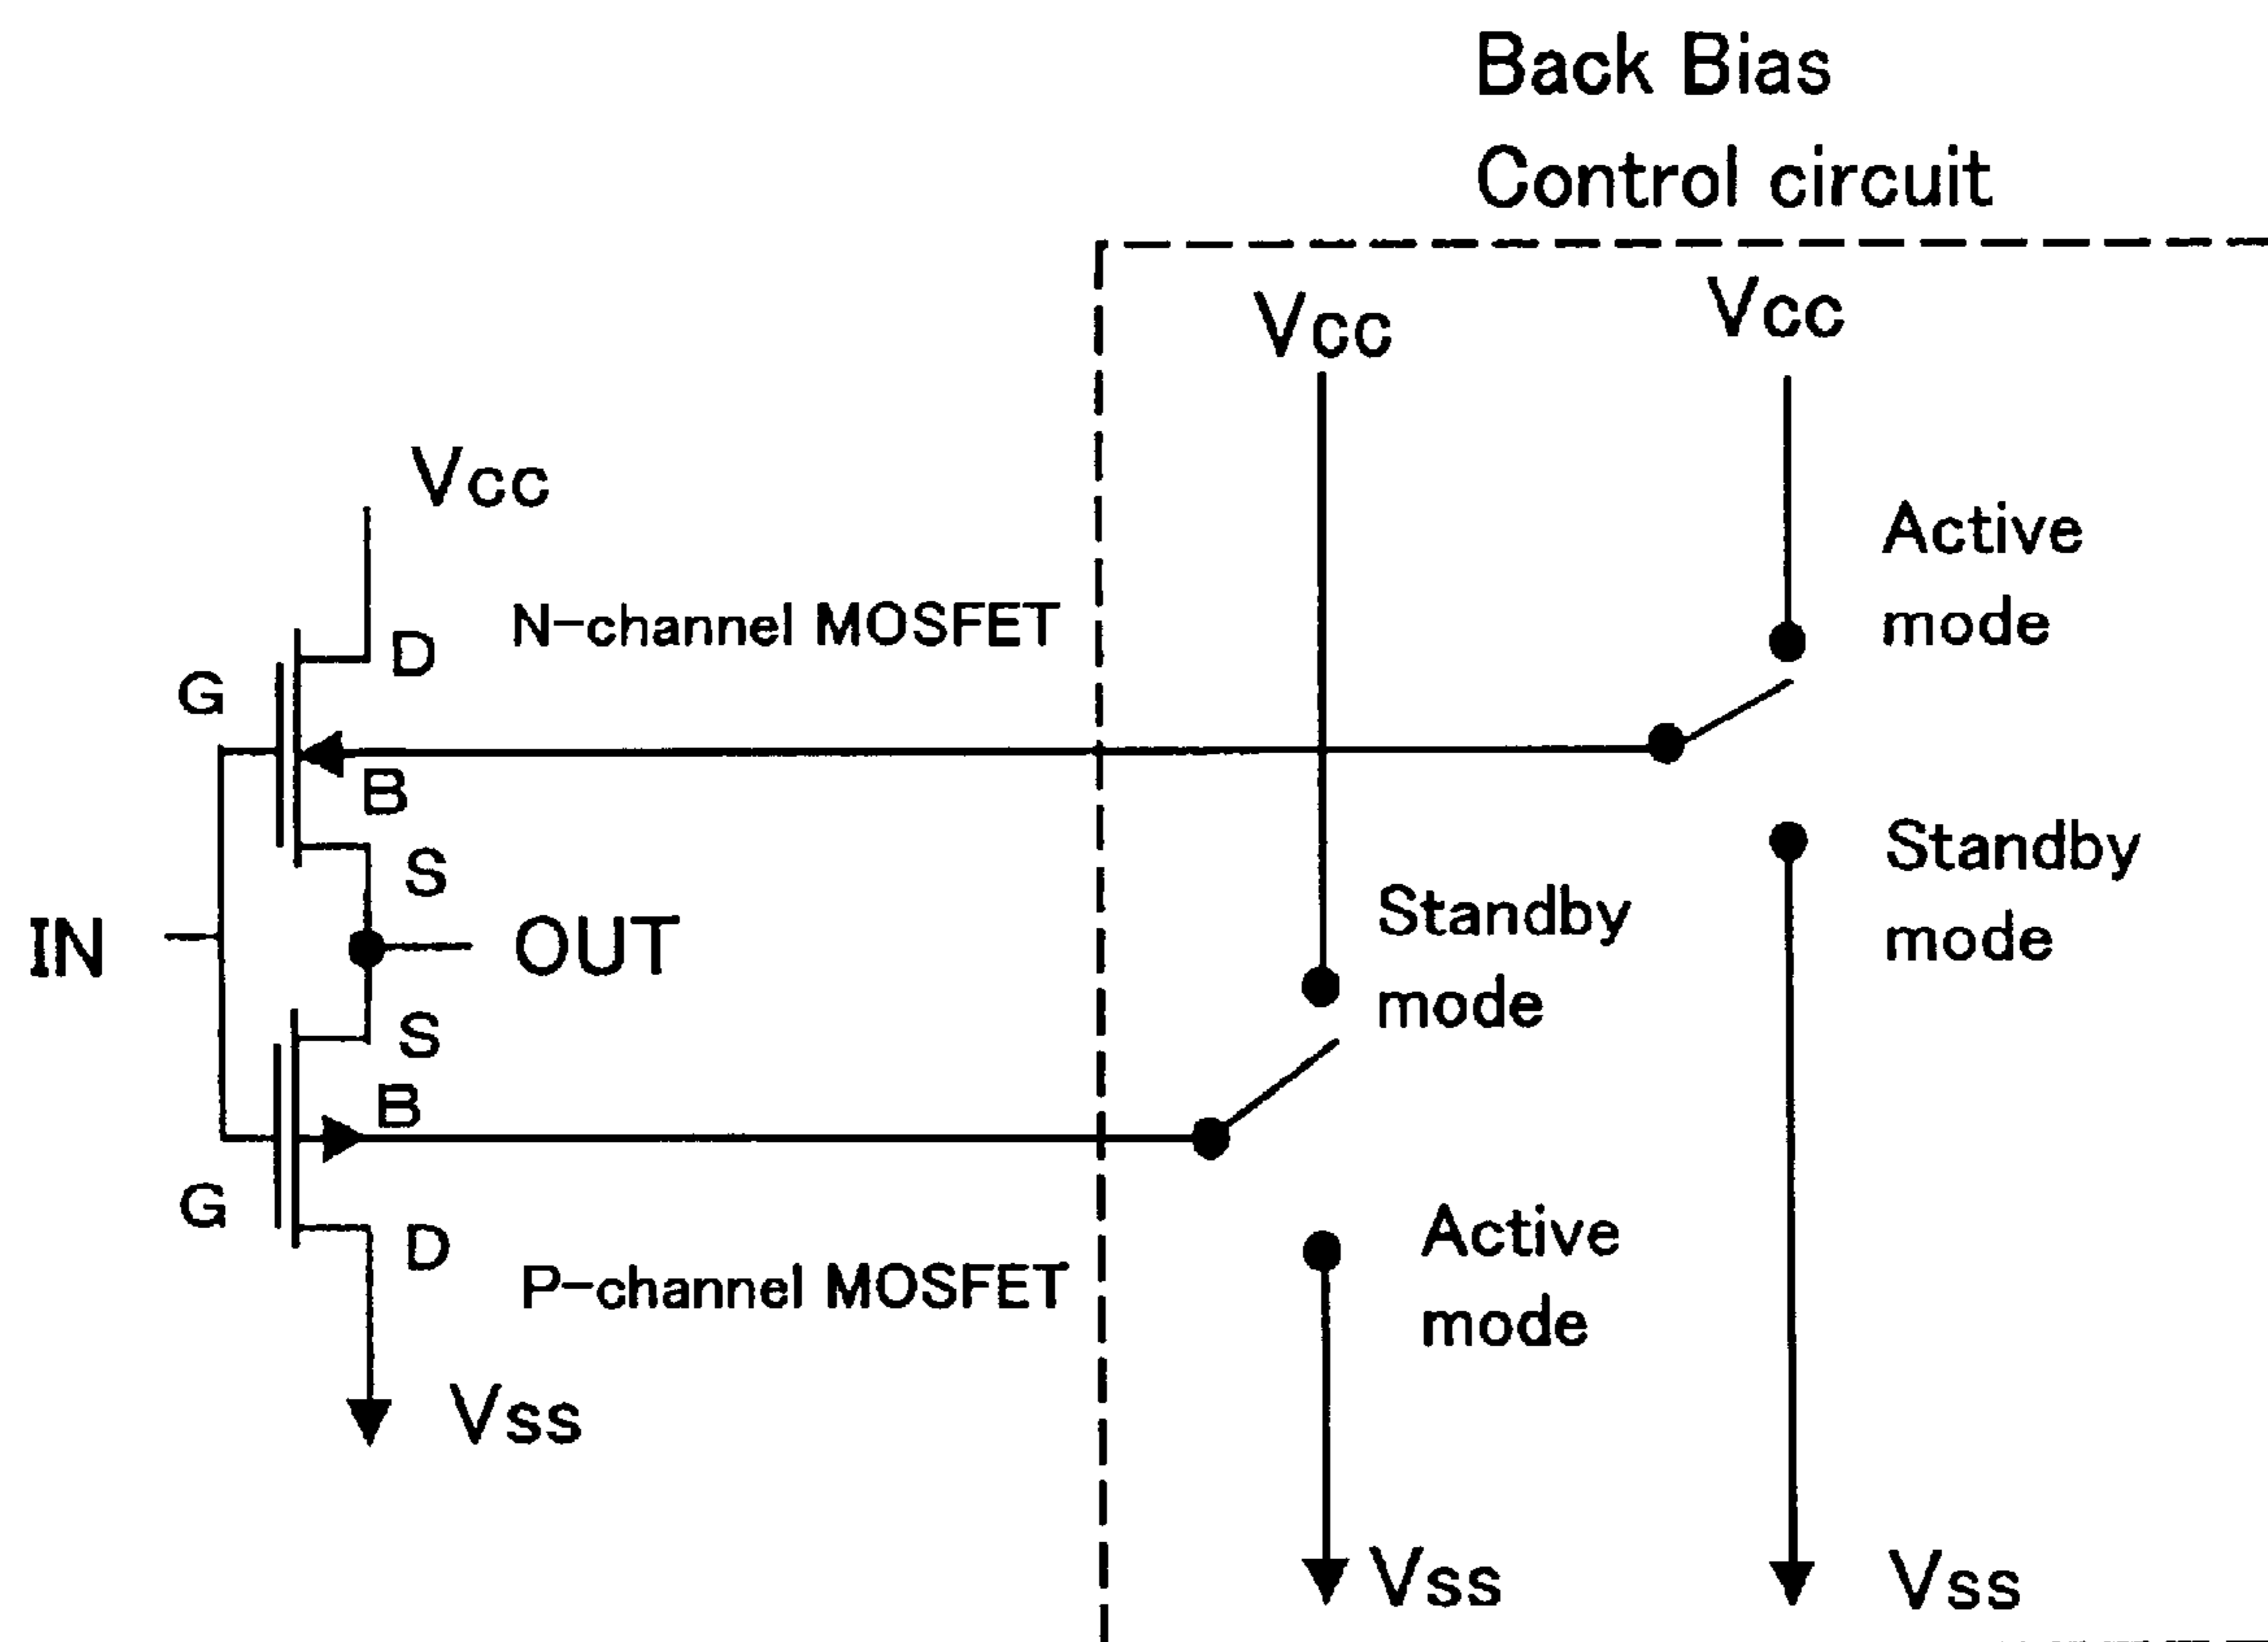 Back Bias
Control circuit
Vcc
Vcc
Vcc
Active
mode
N-channel MOSFET
D
G
B
S
Standby
mode
Standby
mode
IN
OUT
S
B
G
D
P-channel MOSFET
Active
mode
Vss
Vss
Vss